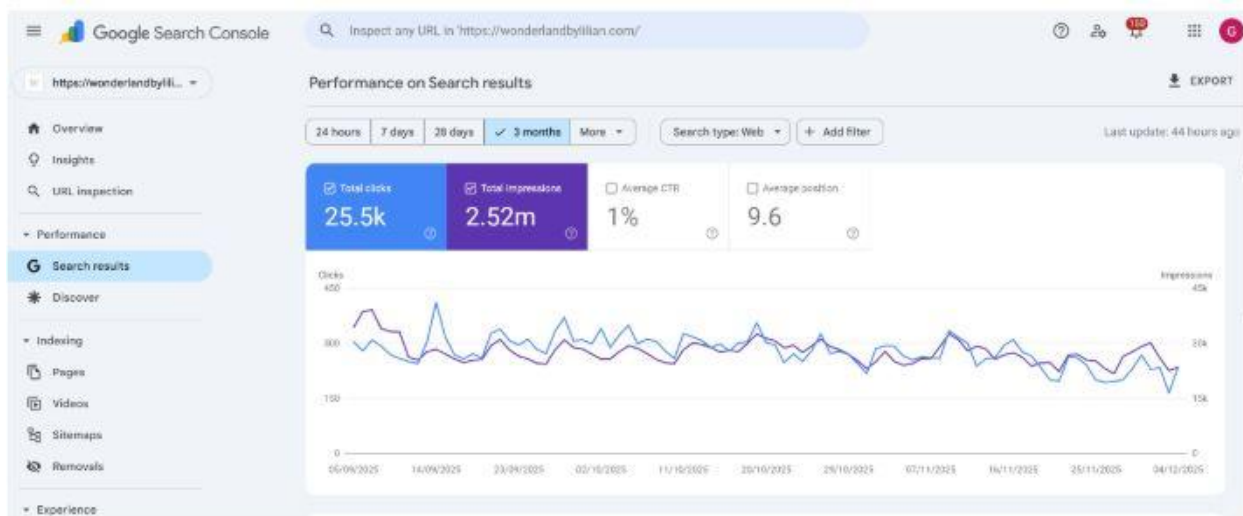 Google Search Console
Inspect any URL in 'https://wonderlandbylilian.com/'
150
G
https://wonderlandbylili...
Performance on Search results
EXPORT
24 hours 7 days 28 days 3 months More Search type: Web + Add filter
Last update: 44 hours ago
Overview
Insights
URL inspection
Performance
Search results
Discover
Indexing
Pages
Videos
Sitemaps
Removals
Experience
Total clicks
25.5k
Total impressions
2.52m
Average CTR
1%
Average position
9.6
Clicks
450
300
150
0
Impressions
45k
30k
15k
0
05/09/2025 14/09/2025 23/09/2025 02/10/2025 11/10/2025 20/10/2025 29/10/2025 07/11/2025 16/11/2025 25/11/2025 04/12/2025